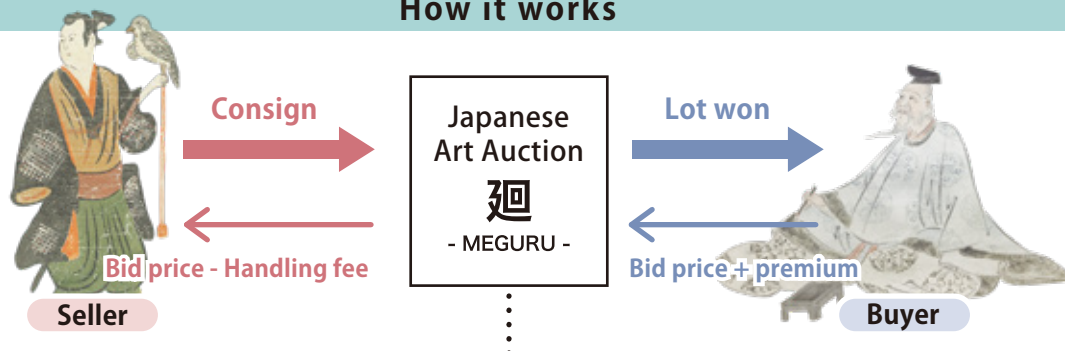 How it works
Consign
Japanese
Art Auction
廻
- MEGURU -
Lot won
Bid price - Handling fee
Bid price + premium
Seller
Buyer